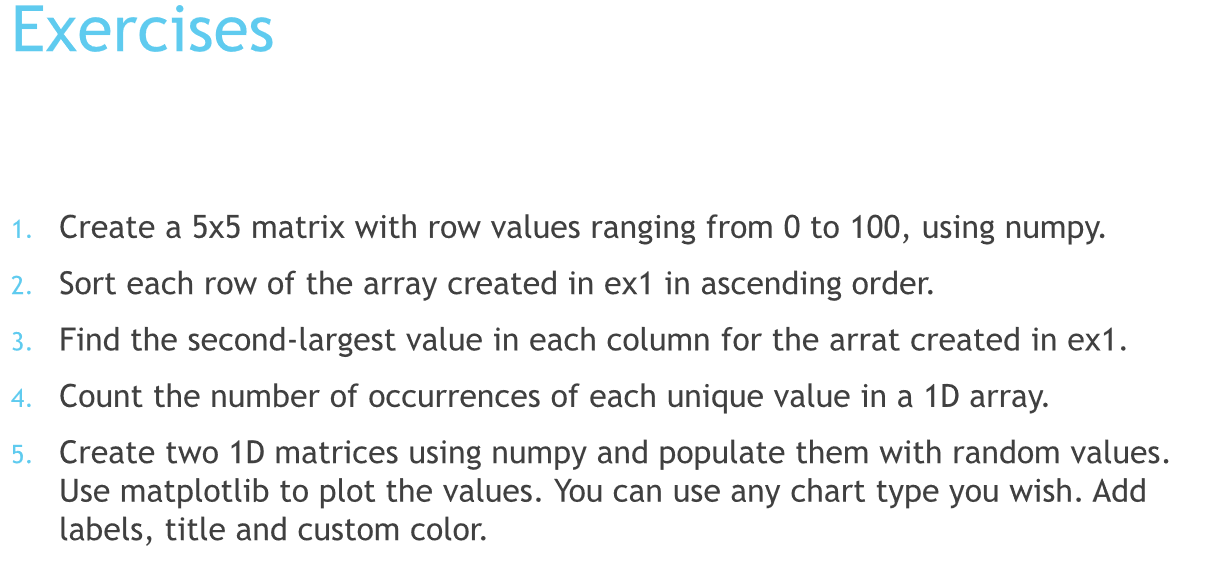 Exercises
1. Create a 5x5 matrix with row values ranging from 0 to 100, using numpy.
2. Sort each row of the array created in ex1 in ascending order.
3. Find the second-largest value in each column for the arrat created in ex1.
4. Count the number of occurrences of each unique value in a 1D array.
5. Create two 1D matrices using numpy and populate them with random values.
Use matplotlib to plot the values. You can use any chart type you wish. Add
labels, title and custom color.